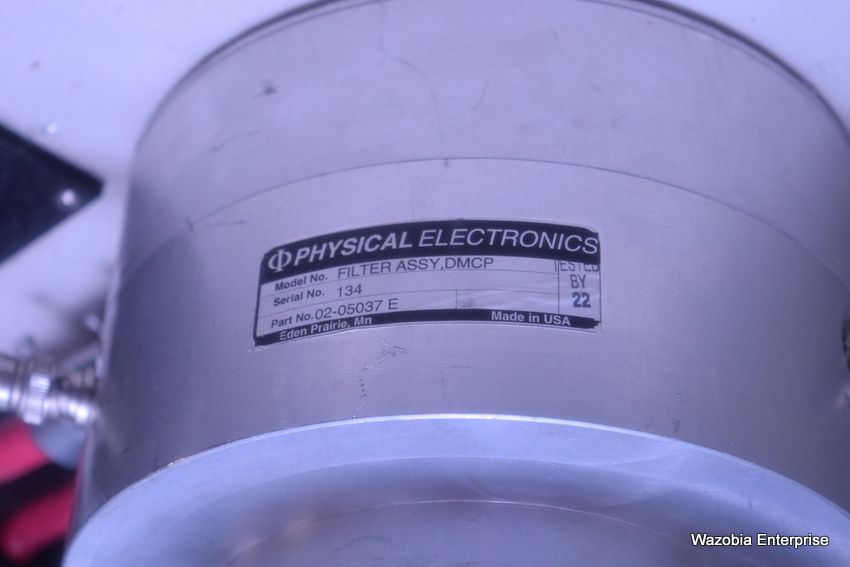 Φ PHYSICAL ELECTRONICS
Model No. FILTER ASSY,DMCP
Serial No. 134
Part No. 02-05037 E
TESTED
BY
22
Eden Prairie, Mn
Made in USA
Wazobia Enterprise